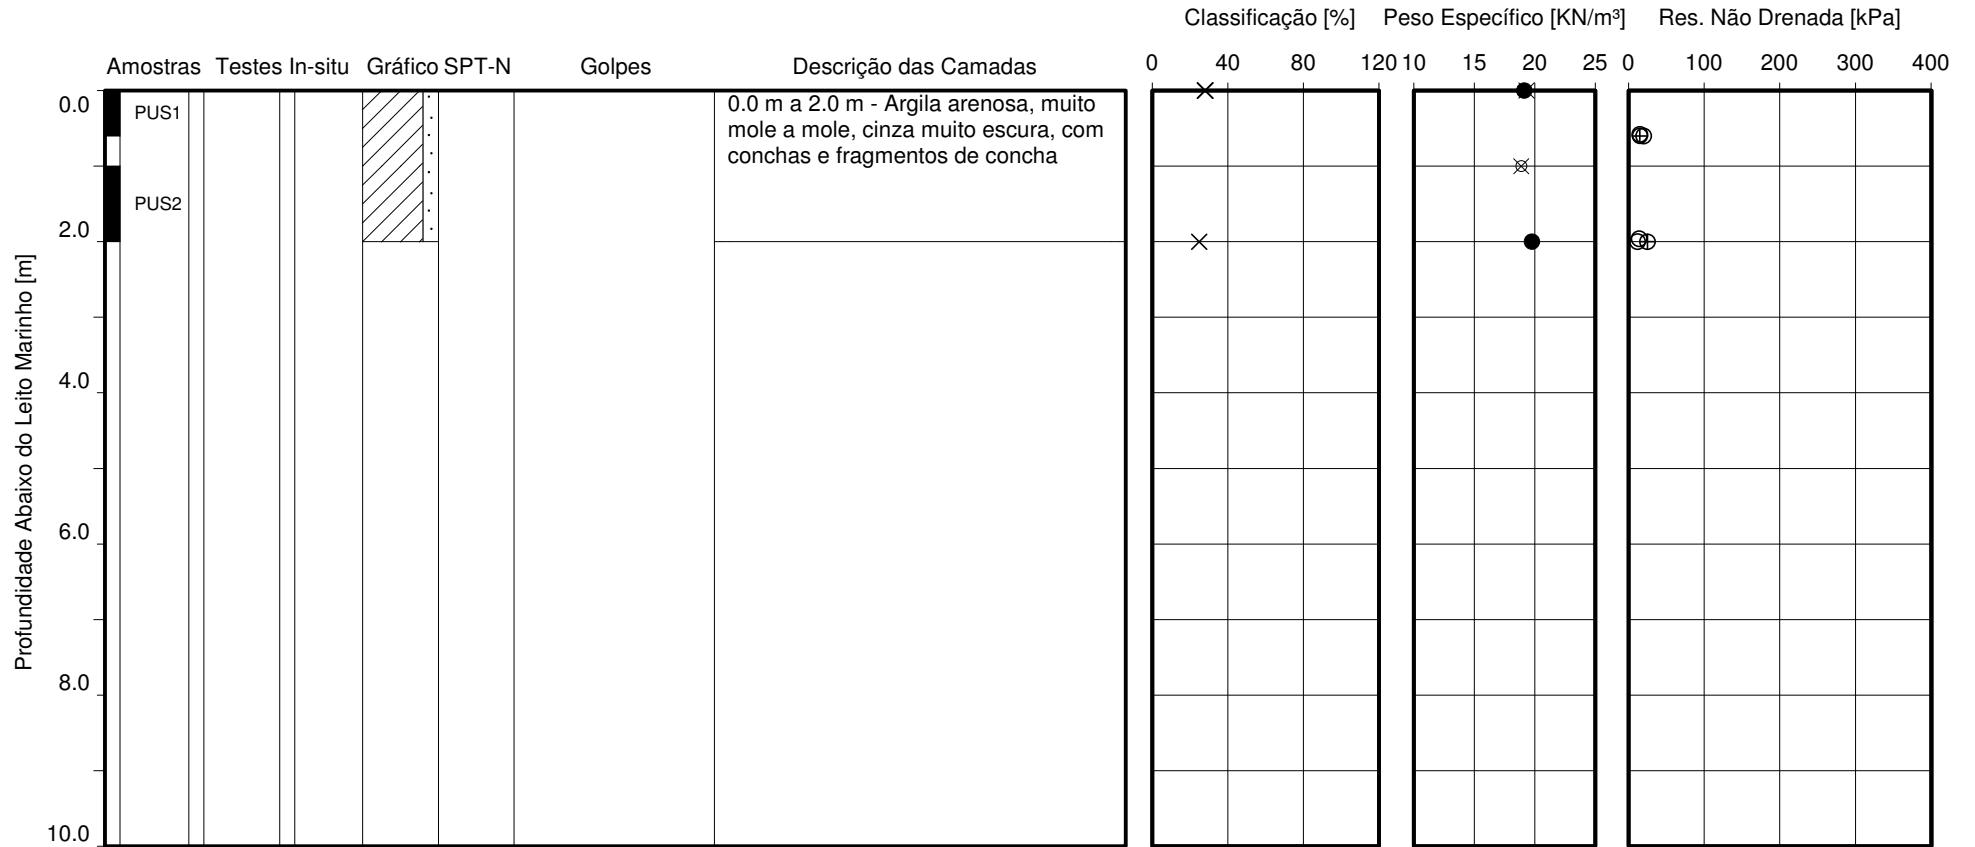 Classificação [%] Peso Específico [KN/m³] Res. Não Drenada [kPa]
Amostras Testes In-situ Gráfico SPT-N Golpes Descrição das Camadas
0 40 80 120 10 15 20 25 0 100 200 300 400
0.0
PUS1
0.0 m a 2.0 m - Argila arenosa, muito
mole a mole, cinza muito escura, com
conchas e fragmentos de concha
PUS2
2.0
4.0
6.0
8.0
10.0
Profundidade Abaixo do Leito Marinho [m]